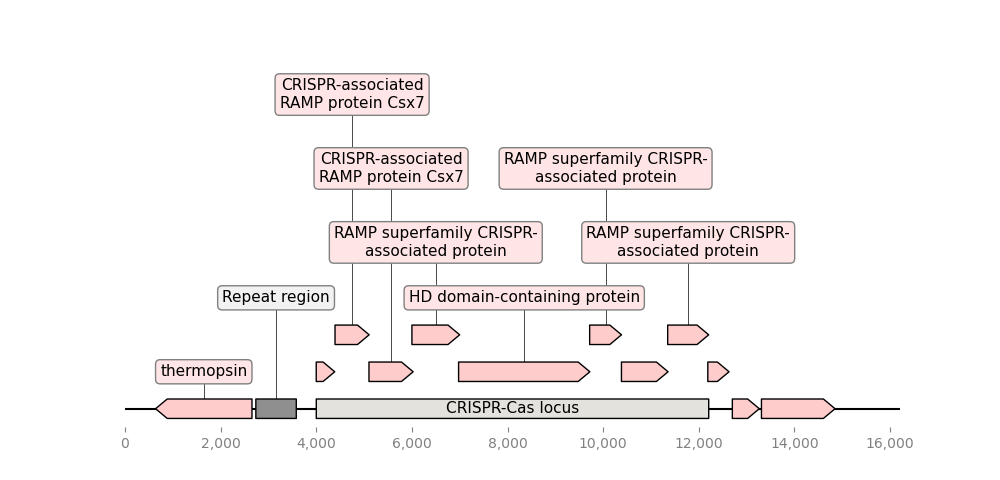 CRISPR-associated
RAMP protein Csx7
CRISPR-associated
RAMP protein Csx7
RAMP superfamily CRISPR-
associated protein
RAMP superfamily CRISPR-
associated protein
RAMP superfamily CRISPR-
associated protein
Repeat region
HD domain-containing protein
thermopsin
CRISPR-Cas locus
0 2,000 4,000 6,000 8,000 10,000 12,000 14,000 16,000